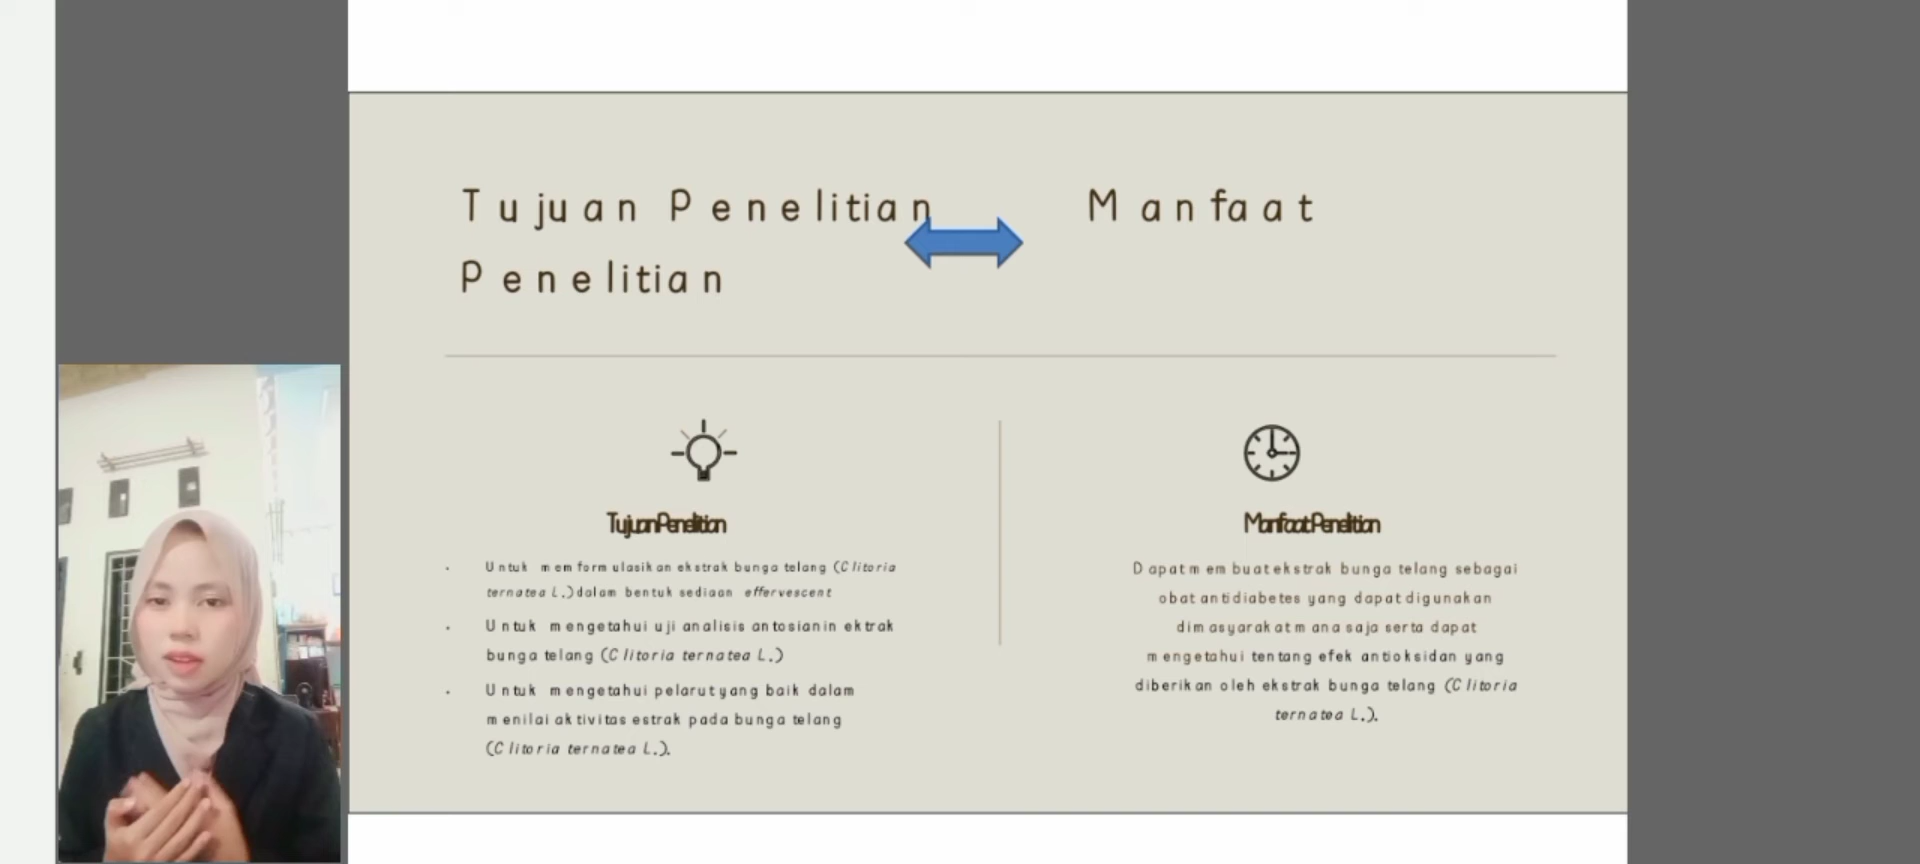 Tujuan Penelitian Manfaat
Penelitian
Tujuan Penelitian
Untuk memformulasikan ekstrak bunga telang (Clitoria
ternatea L.)dalam bentuk sediaan effervescent
Untuk mengetahui uji analisis antosianin ektrak
bunga telang (Clitoria ternatea L.)
Untuk mengetahui pelarut yang baik dalam
menilai aktivitas estrak pada bunga telang
(Clitoria ternatea L.).
Manfaat Penelitian
Dapat membuat ekstrak bunga telang sebagai
obat antidiabetes yang dapat digunakan
dimasyarakat mana saja serta dapat
mengetahui tentang efek antioksidan yang
diberikan oleh ekstrak bunga telang (Clitoria
ternatea L.).